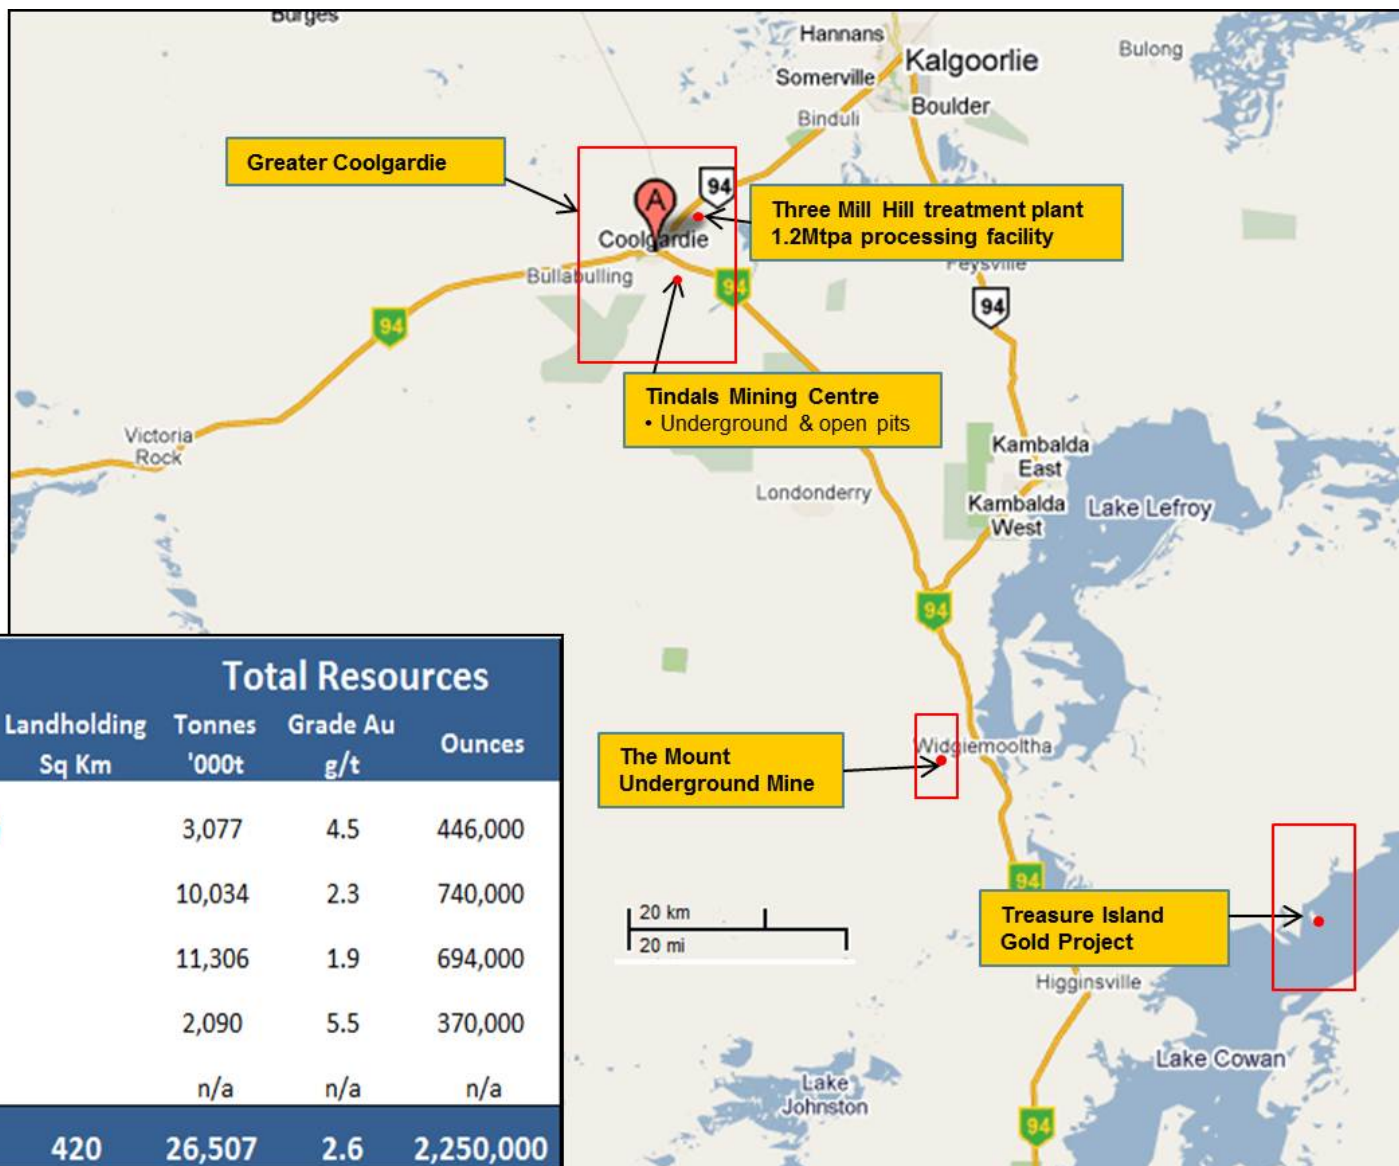 Burges
Hannans
Kalgoorlie
Bulong
Somerville
Boulder
Binduli
Greater Coolgardie
94
A
Three Mill Hill treatment plant
1.2Mtpa processing facility
Coolgardie
Feysville
Bullabulling
94
94
94
Tindals Mining Centre
• Underground & open pits
Victoria
Rock
Kambalda
East
Londonderry
Kambalda
West
Lake Lefroy
94
Total Resources
Landholding Tonnes Grade Au Ounces
Sq Km '000t g/t
3,077 4.5 446,000
10,034 2.3 740,000
11,306 1.9 694,000
2,090 5.5 370,000
n/a n/a n/a
420 26,507 2.6 2,250,000
Widgiemooltha
The Mount
Underground Mine
94
20 km
20 mi
Treasure Island
Gold Project
Higginsville
Lake Cowan
Lake
Johnston
94